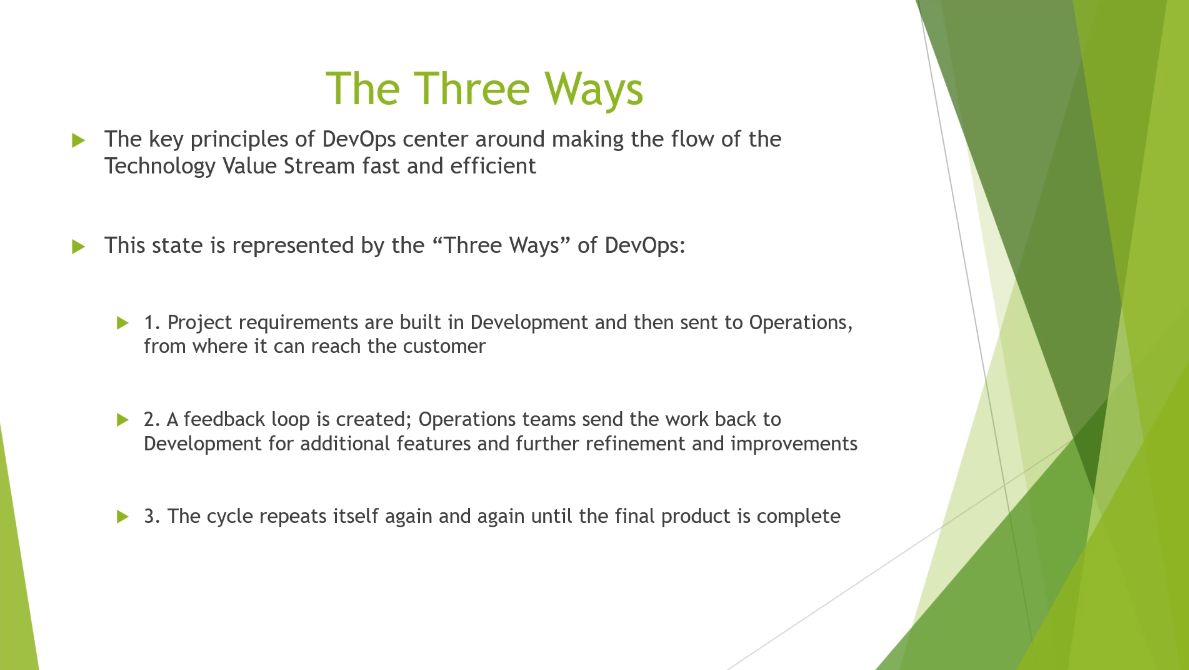 The Three Ways
The key principles of DevOps center around making the flow of the
Technology Value Stream fast and efficient
This state is represented by the “Three Ways” of DevOps:
1. Project requirements are built in Development and then sent to Operations,
from where it can reach the customer
2. A feedback loop is created; Operations teams send the work back to
Development for additional features and further refinement and improvements
3. The cycle repeats itself again and again until the final product is complete